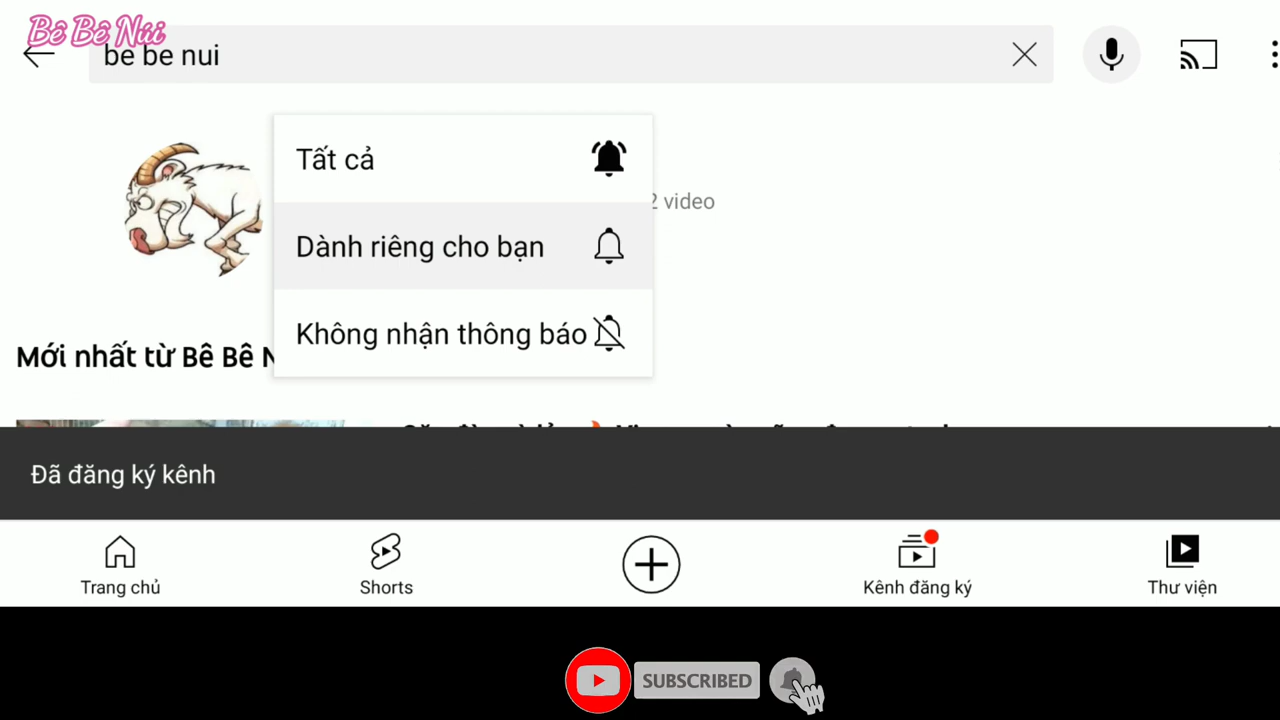 Bê Bê Núi
be be nui
Tất cả
2 video
Dành riêng cho bạn
Không nhận thông báo
Mới nhất từ Bê Bê
Đã đăng ký kênh
Trang chủ
Shorts
Kênh đăng ký
Thư viện
SUBSCRIBED